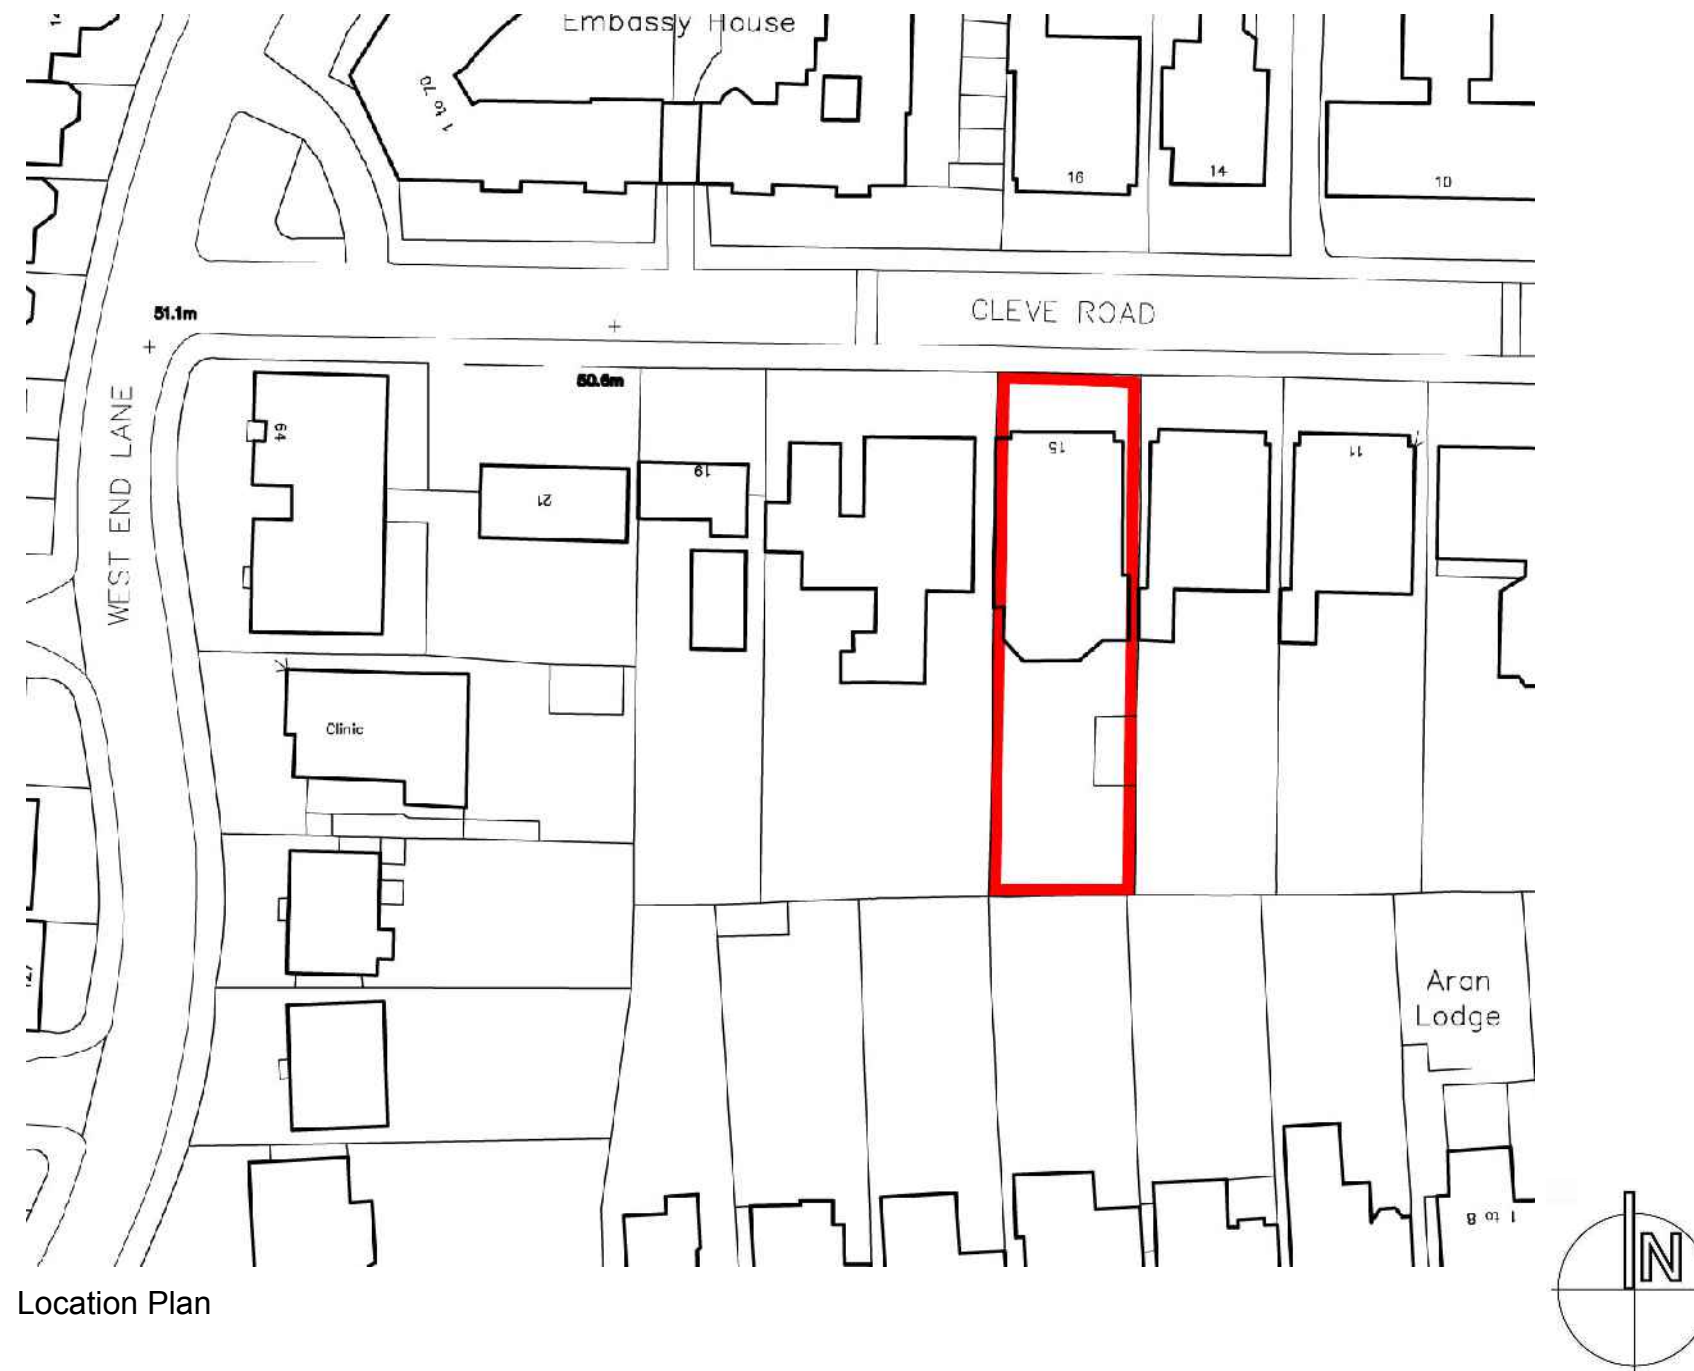 Embassy House
1 to 70
16
14
10
51.1m
CLEVE ROAD
50.6m
WEST END LANE
64
21
19
15
11
Clinic
Aran
Lodge
1 to 8
N
Location Plan